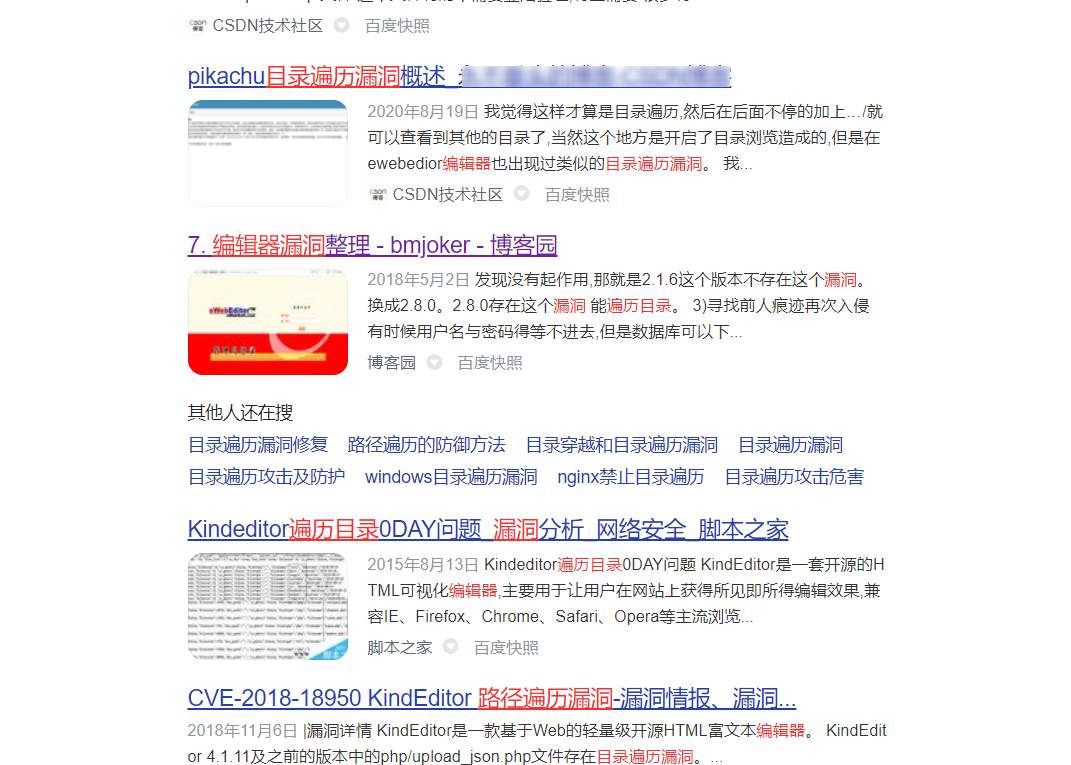 CSDN技术社区 百度快照
pikachu目录遍历漏洞概述_
2020年8月19日 我觉得这样才算是目录遍历,然后在后面不停的加上…/就
可以查看到其他的目录了,当然这个地方是开启了目录浏览造成的,但是在
ewebedior编辑器也出现过类似的目录遍历漏洞。 我...
CSDN技术社区 百度快照
7. 编辑器漏洞整理 - bmjoker - 博客园
2018年5月2日 发现没有起作用,那就是2.1.6这个版本不存在这个漏洞。
换成2.8.0。2.8.0存在这个漏洞 能遍历目录。 3)寻找前人痕迹再次入侵
有时候用户名与密码得等不进去,但是数据库可以下...
博客园 百度快照
其他人还在搜
目录遍历漏洞修复 路径遍历的防御方法 目录穿越和目录遍历漏洞 目录遍历漏洞
目录遍历攻击及防护 windows目录遍历漏洞 nginx禁止目录遍历 目录遍历攻击危害
Kindeditor遍历目录0DAY问题_漏洞分析_网络安全_脚本之家
2015年8月13日 Kindeditor遍历目录0DAY问题 KindEditor是一套开源的H
TML可视化编辑器,主要用于让用户在网站上获得所见即所得编辑效果,兼
容IE、Firefox、Chrome、Safari、Opera等主流浏览...
脚本之家 百度快照
CVE-2018-18950 KindEditor 路径遍历漏洞-漏洞情报、漏洞...
2018年11月6日 |漏洞详情 KindEditor是一款基于Web的轻量级开源HTML富文本编辑器。 KindEdit
or 4.1.11及之前的版本中的php/upload_json.php文件存在目录遍历漏洞。...